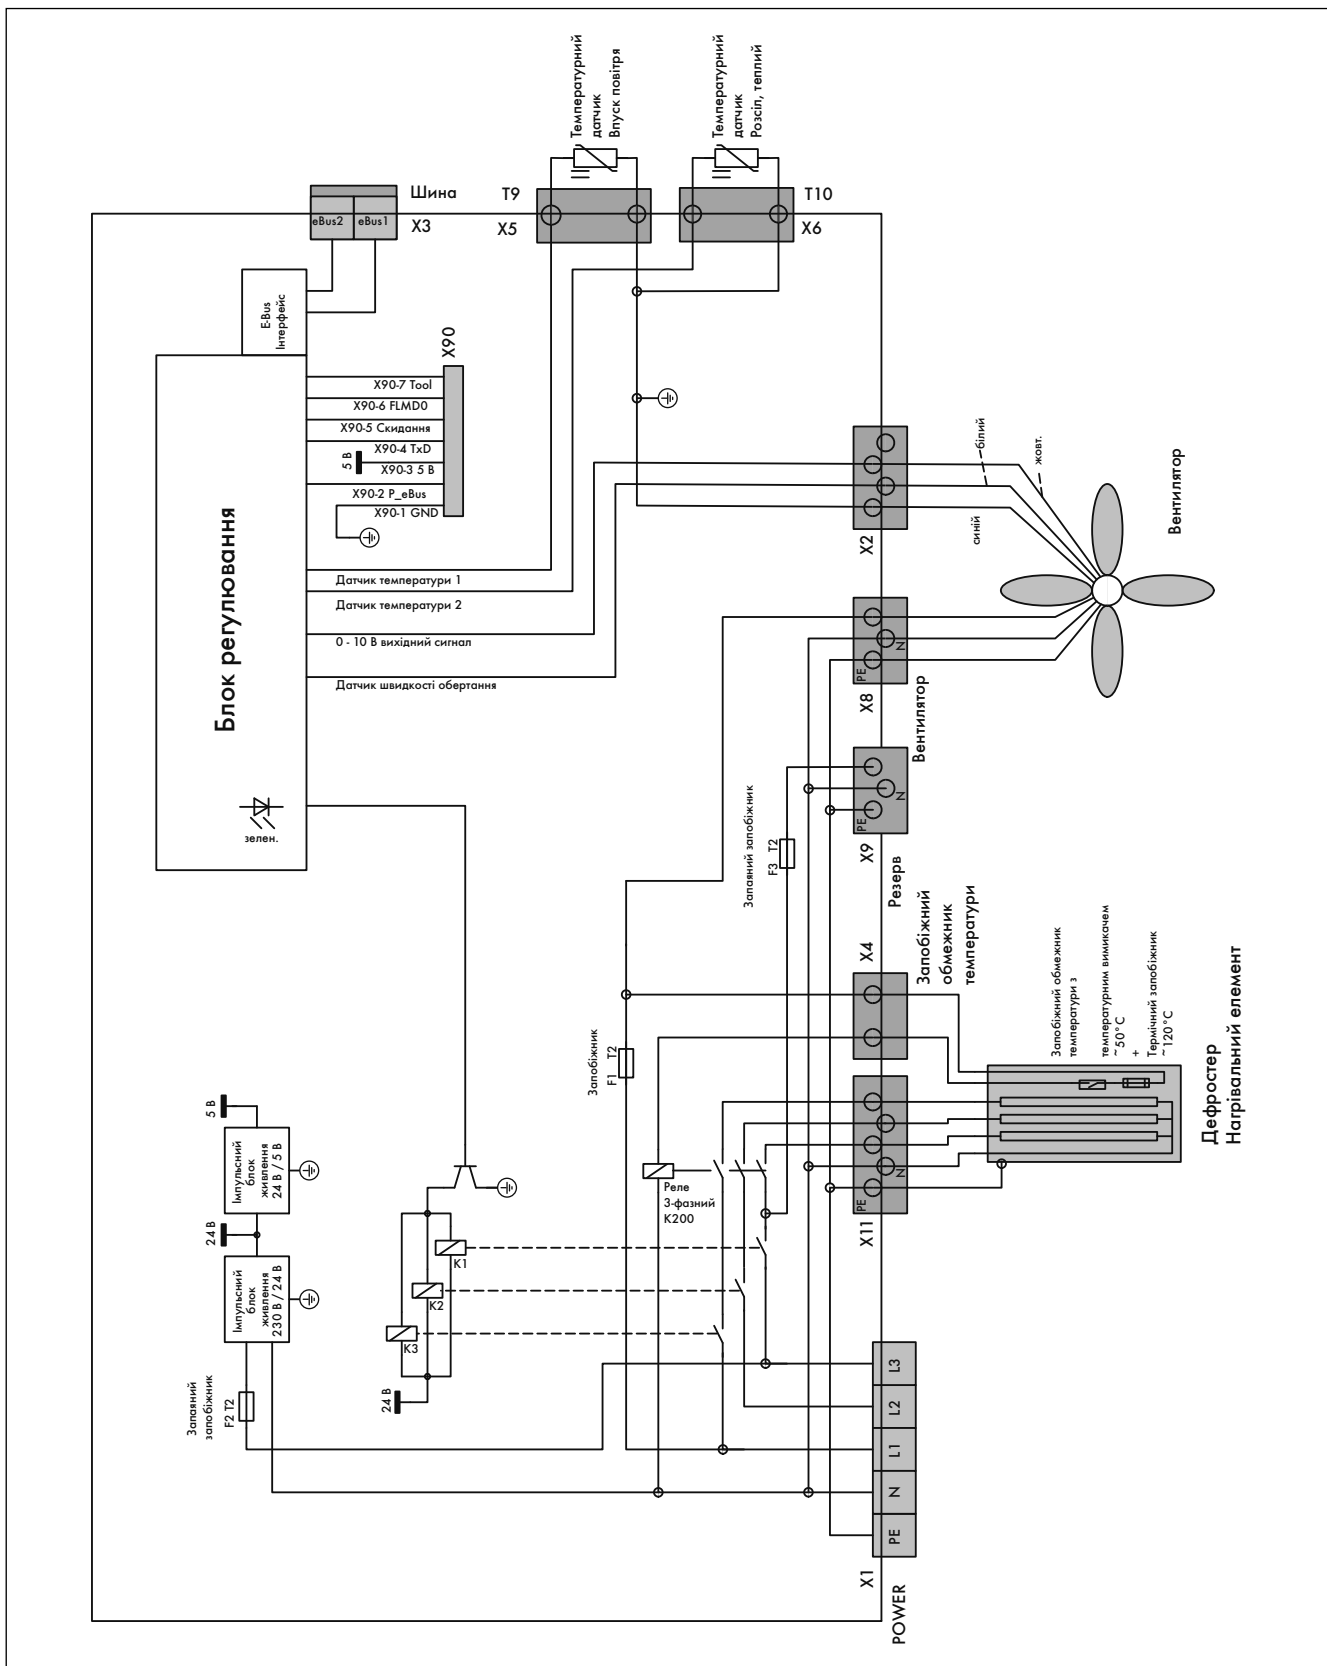 Температурний
датчик
Впуск повітря
Температурний
датчик
Розсіл, теплий
Шина
X3
eBus2
eBus1
T9
X5
T10
X6
E-Bus
Інтерфейс
X90
X90-7 Tool
X90-6 FLMD0
X90-5 Скидання
X90-4 TxD
5 В
X90-3 5 В
X90-2 P_eBus
X90-1 GND
Блок регулювання
Датчик температури 1
Датчик температури 2
0 - 10 В вихідний сигнал
Датчик швидкості обертання
зелен.
білий
жовт.
синій
X2
Вентилятор
PE
N
X8
Вентилятор
PE
N
X9
Резерв
Запаяний запобіжник
F3 T2
X4
Запобіжний
обмежник
температури
Запобіжник
F1 T2
Запобіжний обмежник
температури з
температурним вимикачем
~ 50°C
+
Термічний запобіжник
~120°C
Дефростер
Нагрівальний елемент
Реле
3-фазний
K200
PE
N
X11
5 В
Імпульсний
блок
живлення
24 В / 5 В
24 В
Імпульсний
блок
живлення
230 В / 24 В
K1
K2
K3
24 В
Запаяний
запобіжник
F2 T2
L3
L2
L1
N
PE
X1
POWER